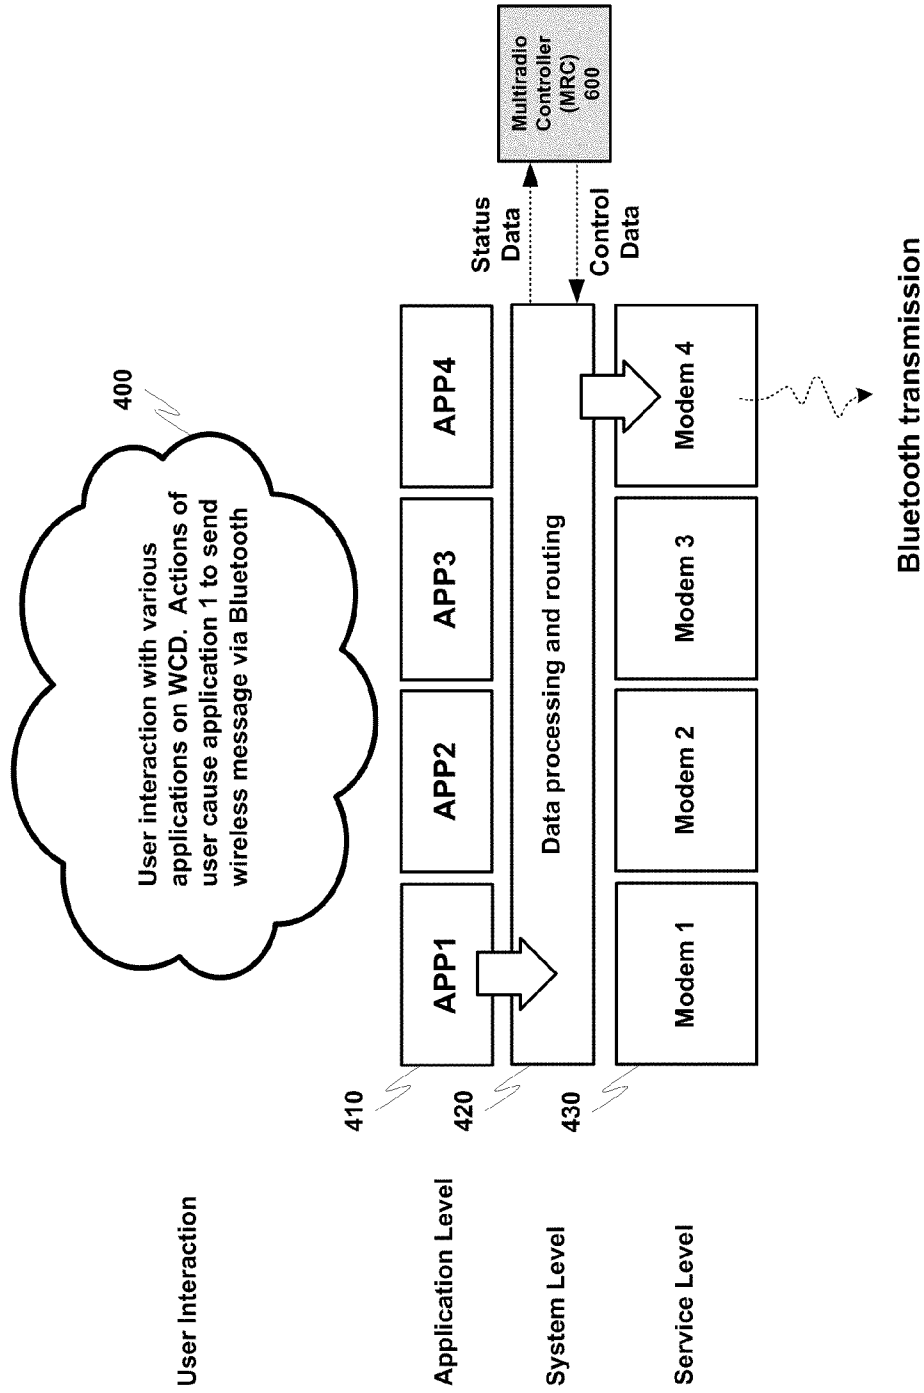 User Interaction
User interaction with various
applications on WCD. Actions of
user cause application 1 to send
wireless message via Bluetooth
400
Application Level
410
APP1
APP2
APP3
APP4
System Level
420
Data processing and routing
Status
Data
Control
Data
Multiradio
Controller
(MRC)
600
Service Level
430
Modem 1
Modem 2
Modem 3
Modem 4
Bluetooth transmission